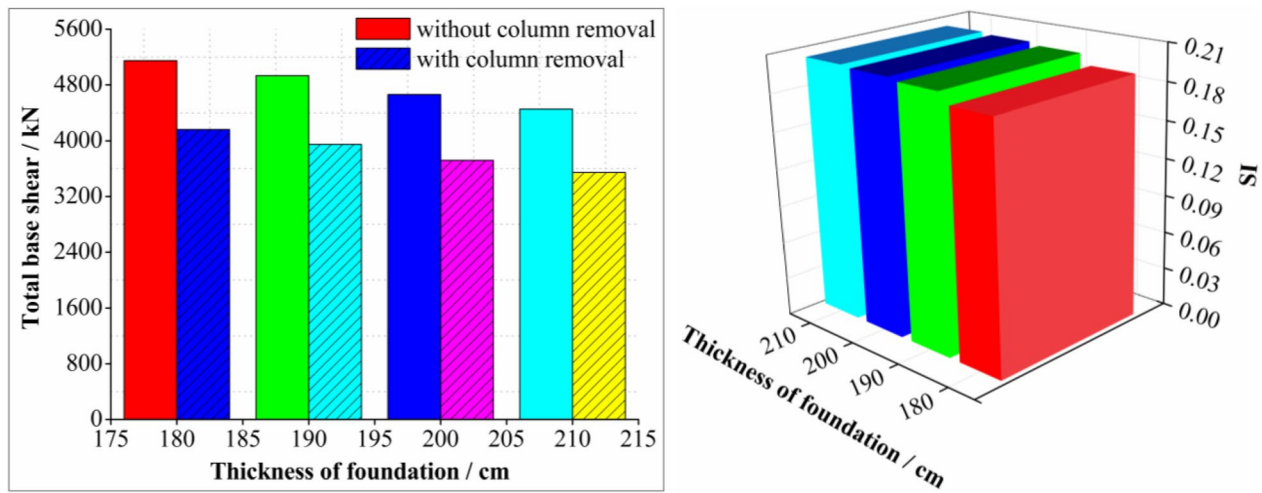 5600
4800
4000
3200
2400
1600
800
0
Total base shear / kN
without column removal
with column removal
175 180 185 190 195 200 205 210 215
Thickness of foundation / cm
0.21
0.18
0.15
0.12
0.09
0.06
0.03
0.00
IS
210
200
190
180
Thickness of foundation / cm